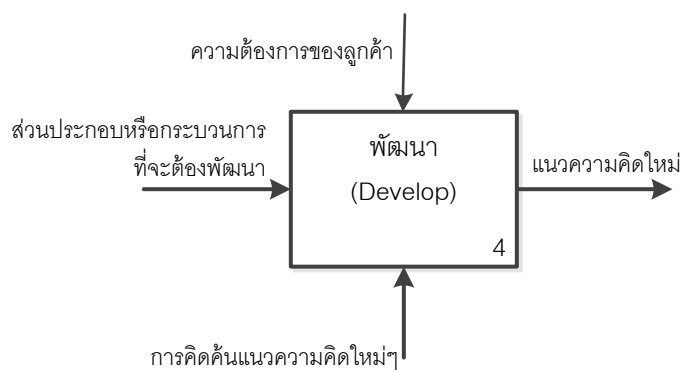 ความต้องการของลูกค้า
ส่วนประกอบหรือกระบวนการ
ที่จะต้องพัฒนา
พัฒนา
(Develop)
4
แนวความคิดใหม่
การคิดค้นแนวความคิดใหม่ๆ